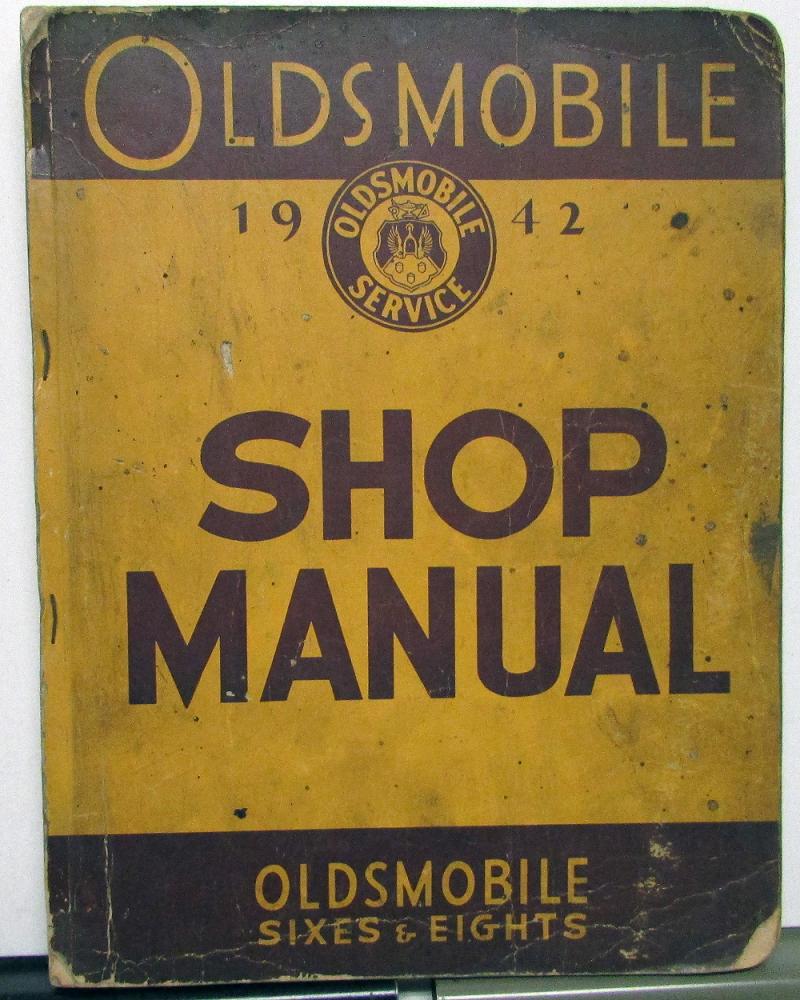 OLDSMOBILE
19 42
OLDSMOBILE
SERVICE
SHOP
MANUAL
OLDSMOBILE
SIXES & EIGHTS